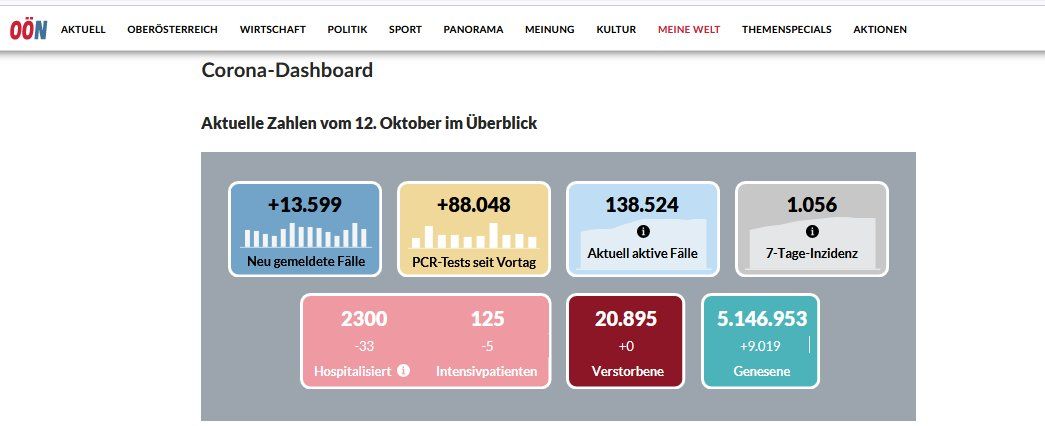 OÖN AKTUELL OBERÖSTERREICH WIRTSCHAFT POLITIK SPORT PANORAMA MEINUNG KULTUR MEINE WELT THEMENSPECIALS AKTIONEN
Corona-Dashboard
Aktuelle Zahlen vom 12. Oktober im Überblick
+13.599
Neu gemeldete Fälle
+88.048
PCR-Tests seit Vortag
138.524
i
Aktuell aktive Fälle
1.056
i
7-Tage-Inzidenz
2300
-33
Hospitalisiert i
125
-5
Intensivpatienten
20.895
+0
Verstorbene
5.146.953
+9.019
Genesene